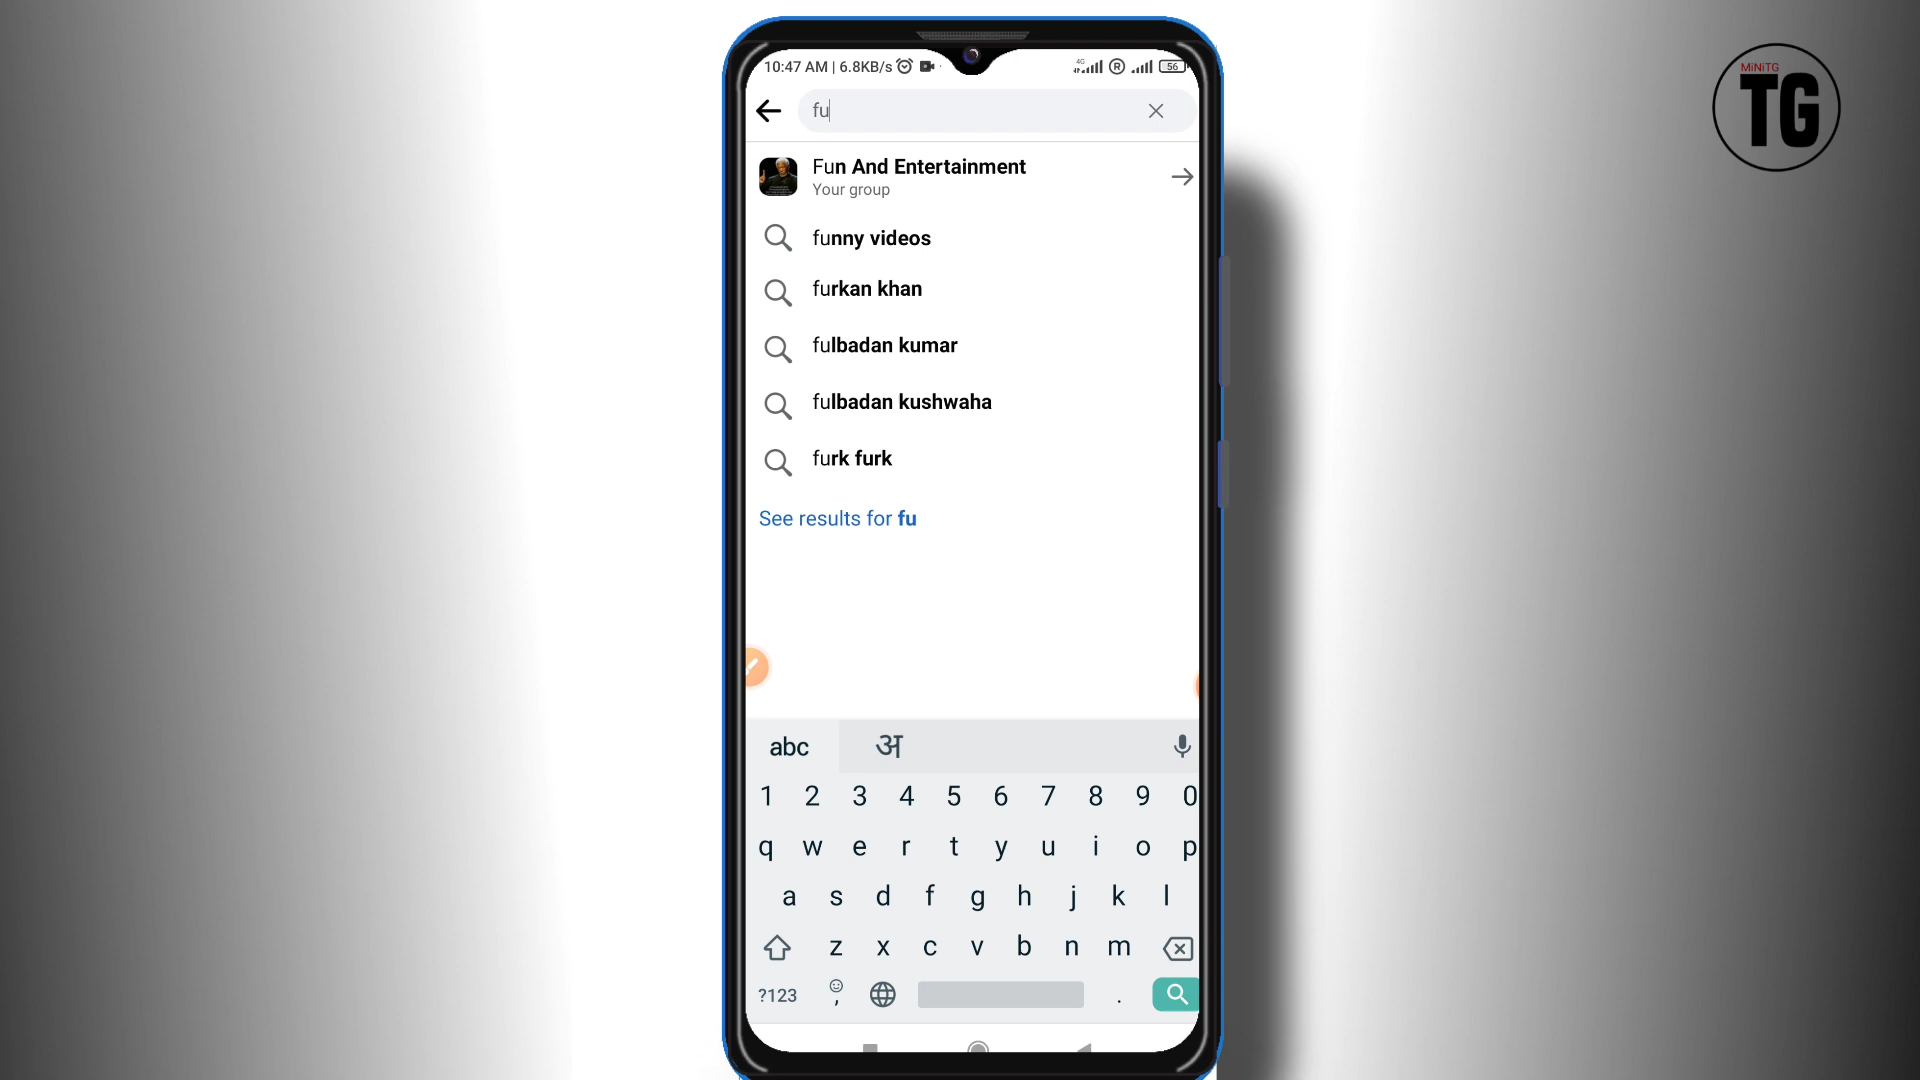 10:47 AM | 6.8KB/s 4G R 56
MiNiTG
TG
fu
Fun And Entertainment
Your group
funny videos
furkan khan
fulbadan kumar
fulbadan kushwaha
furk furk
See results for fu
abc अ
1 2 3 4 5 6 7 8 9 0
q w e r t y u i o p
a s d f g h j k l
z x c v b n m
?123 , .